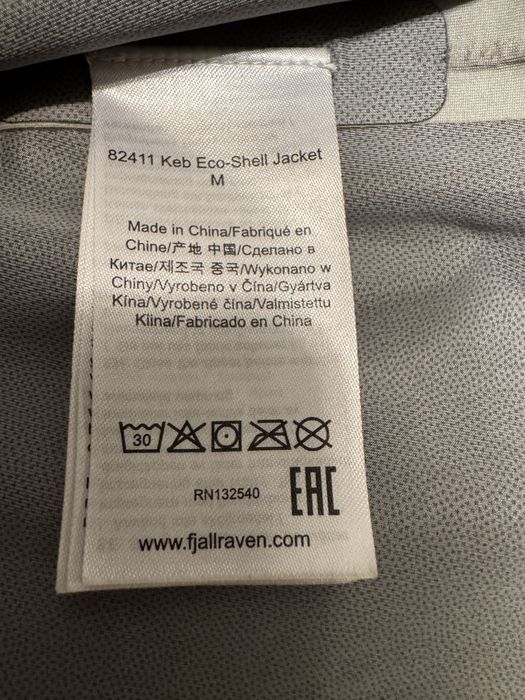 82411 Keb Eco-Shell Jacket
M
Made in China/Fabriqué en
Chine/产地 中国/Сделано в
Китае/제조국 중국/Wykonano w
Chiny/Vyrobeno v Čína/Gyártva
Kína/Vyrobené čína/Valmistettu
Kiina/Fabricado en China
30
RN132540
EAC
www.fjallraven.com